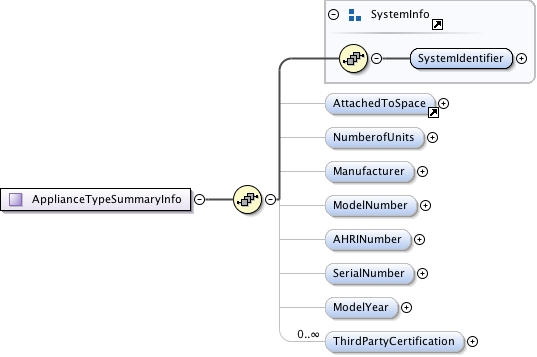 SystemInfo
SystemIdentifier
AttachedToSpace
NumberofUnits
Manufacturer
ApplianceTypeSummaryInfo
ModelNumber
AHRINumber
SerialNumber
ModelYear
0..∞
ThirdPartyCertification